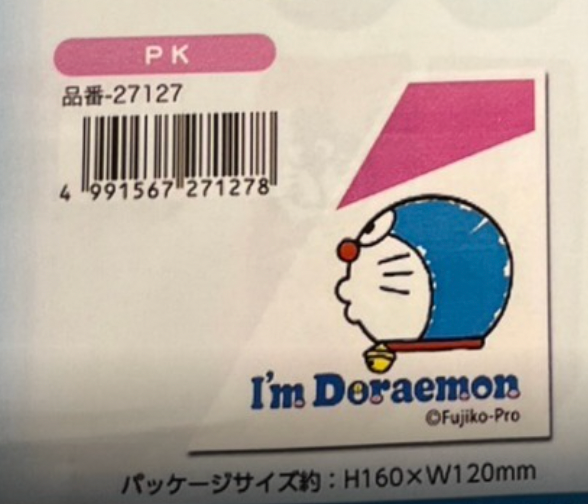 PK
品番-27127
4 991567 271278
I'm Doraemon
©Fujiko-Pro
パッケージサイズ約：H160×W120mm